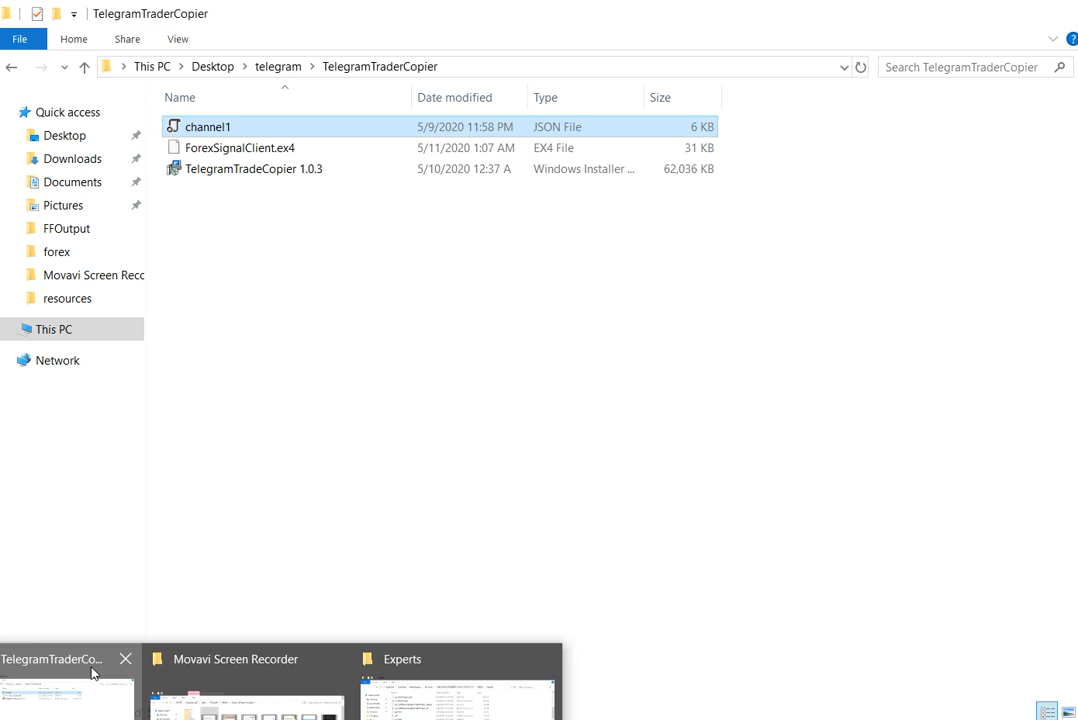 TelegramTraderCopier
File Home Share View
This PC Desktop telegram TelegramTraderCopier Search TelegramTraderCopier
Name Date modified Type Size
Quick access
Desktop
Downloads
Documents
Pictures
FFOutput
forex
Movavi Screen Recc
resources
This PC
Network
channel1 5/9/2020 11:58 PM JSON File 6 KB
ForexSignalClient.ex4 5/11/2020 1:07 AM EX4 File 31 KB
TelegramTradeCopier 1.0.3 5/10/2020 12:37 A Windows Installer ... 62,036 KB
TelegramTraderCo... Movavi Screen Recorder Experts